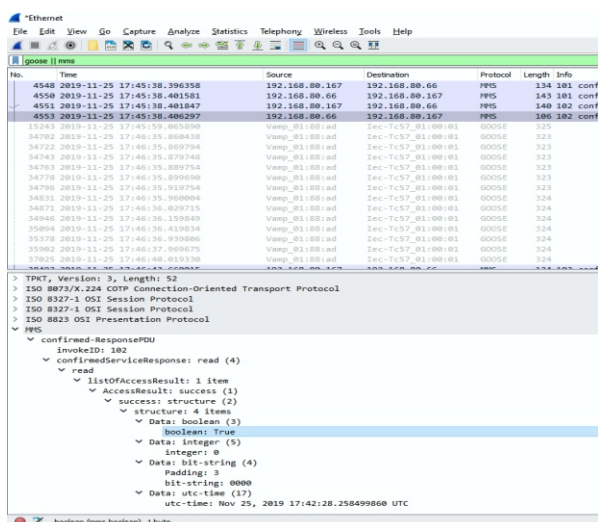 *Ethernet
File Edit View Go Capture Analyze Statistics Telephony Wireless Tools Help
goose || mms
No. Time Source Destination Protocol Length Info
4548 2019-11-25 17:45:38.396358 192.168.80.167 192.168.80.66 MMS 134 101 conf
4550 2019-11-25 17:45:38.401581 192.168.80.66 192.168.80.167 MMS 143 101 conf
4551 2019-11-25 17:45:38.401847 192.168.80.167 192.168.80.66 MMS 140 102 conf
4553 2019-11-25 17:45:38.406297 192.168.80.66 192.168.80.167 MMS 106 102 conf
15243 2019-11-25 17:45:59.065890 Vamp_01:88:ad Iec-Tc57_01:00:01 GOOSE 325
34702 2019-11-25 17:46:35.860438 Vamp_01:88:ad Iec-Tc57_01:00:01 GOOSE 323
34722 2019-11-25 17:46:35.869794 Vamp_01:88:ad Iec-Tc57_01:00:01 GOOSE 323
34743 2019-11-25 17:46:35.879748 Vamp_01:88:ad Iec-Tc57_01:00:01 GOOSE 323
34763 2019-11-25 17:46:35.889754 Vamp_01:88:ad Iec-Tc57_01:00:01 GOOSE 323
34778 2019-11-25 17:46:35.899690 Vamp_01:88:ad Iec-Tc57_01:00:01 GOOSE 323
34796 2019-11-25 17:46:35.919754 Vamp_01:88:ad Iec-Tc57_01:00:01 GOOSE 323
34831 2019-11-25 17:46:35.960004 Vamp_01:88:ad Iec-Tc57_01:00:01 GOOSE 324
34871 2019-11-25 17:46:36.029715 Vamp_01:88:ad Iec-Tc57_01:00:01 GOOSE 324
34946 2019-11-25 17:46:36.159849 Vamp_01:88:ad Iec-Tc57_01:00:01 GOOSE 324
35094 2019-11-25 17:46:36.419834 Vamp_01:88:ad Iec-Tc57_01:00:01 GOOSE 324
35378 2019-11-25 17:46:36.939806 Vamp_01:88:ad Iec-Tc57_01:00:01 GOOSE 324
35902 2019-11-25 17:46:37.969675 Vamp_01:88:ad Iec-Tc57_01:00:01 GOOSE 324
37025 2019-11-25 17:46:40.019330 Vamp_01:88:ad Iec-Tc57_01:00:01 GOOSE 324
TPKT, Version: 3, Length: 52
ISO 8073/X.224 COTP Connection-Oriented Transport Protocol
ISO 8327-1 OSI Session Protocol
ISO 8327-1 OSI Session Protocol
ISO 8823 OSI Presentation Protocol
MMS
confirmed-ResponsePDU
invokeID: 102
confirmedServiceResponse: read (4)
read
listOfAccessResult: 1 item
AccessResult: success (1)
success: structure (2)
structure: 4 items
Data: boolean (3)
boolean: True
Data: integer (5)
integer: 0
Data: bit-string (4)
Padding: 3
bit-string: 0000
Data: utc-time (17)
utc-time: Nov 25, 2019 17:42:28.258499860 UTC
boolean (mms.boolean), 1 byte